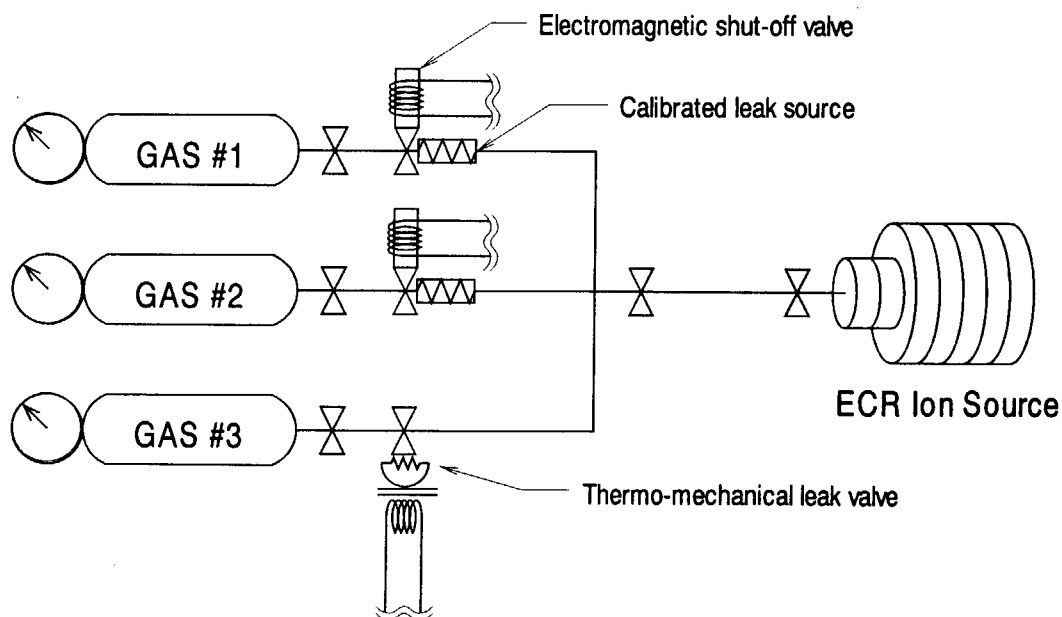 Electromagnetic shut-off valve
Calibrated leak source
GAS #1
GAS #2
GAS #3
ECR Ion Source
Thermo-mechanical leak valve